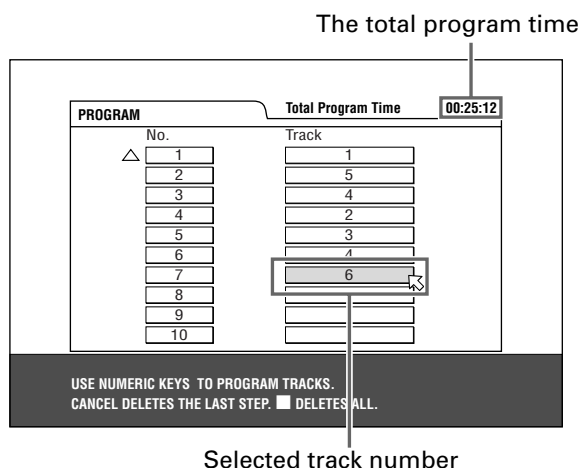 The total program time
PROGRAM Total Program Time 00:25:12
No. Track
1 1
2 5
3 4
4 2
5 3
6 4
7 6
8
9
10
USE NUMERIC KEYS TO PROGRAM TRACKS.
CANCEL DELETES THE LAST STEP. ■ DELETES ALL.
Selected track number